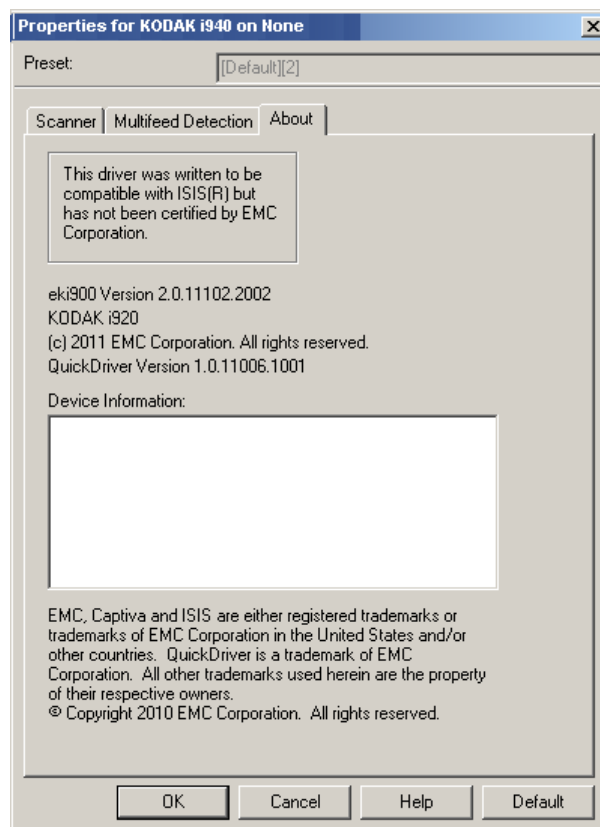 Properties for KODAK i940 on None
Preset:
[Default][2]
Scanner
Multifeed Detection
About
This driver was written to be
compatible with ISIS(R) but
has not been certified by EMC
Corporation.
eki900 Version 2.0.11102.2002
KODAK i920
(c) 2011 EMC Corporation. All rights reserved.
QuickDriver Version 1.0.11006.1001
Device Information:
EMC, Captiva and ISIS are either registered trademarks or
trademarks of EMC Corporation in the United States and/or
other countries.  QuickDriver is a trademark of EMC
Corporation.  All other trademarks used herein are the property
of their respective owners.
© Copyright 2010 EMC Corporation.  All rights reserved.
OK
Cancel
Help
Default